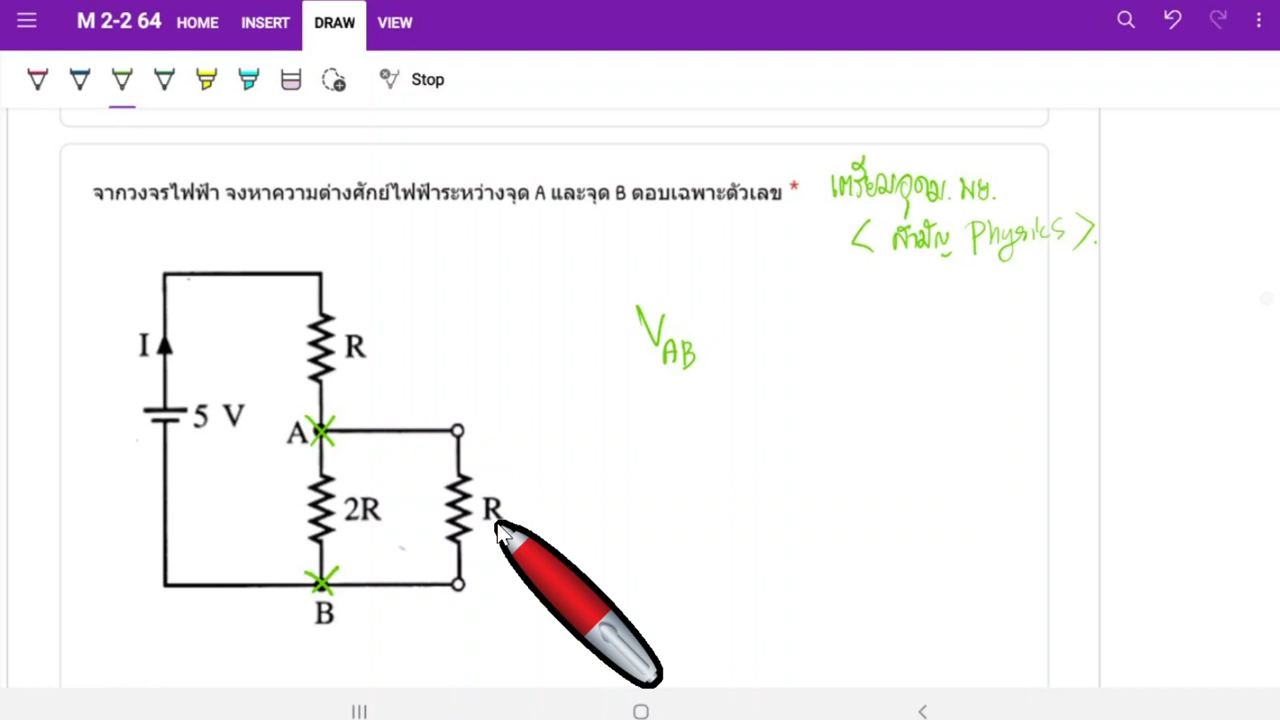 M 2-2 64 HOME INSERT DRAW VIEW
Stop
จากวงจรไฟฟ้า จงหาความต่างศักย์ไฟฟ้าระหว่างจุด A และจุด B ตอบเฉพาะตัวเลข *
เตรียมอุดม. พย.
< สามัญ Physics >.
I
R
5 V
V AB
A
2R
R
B